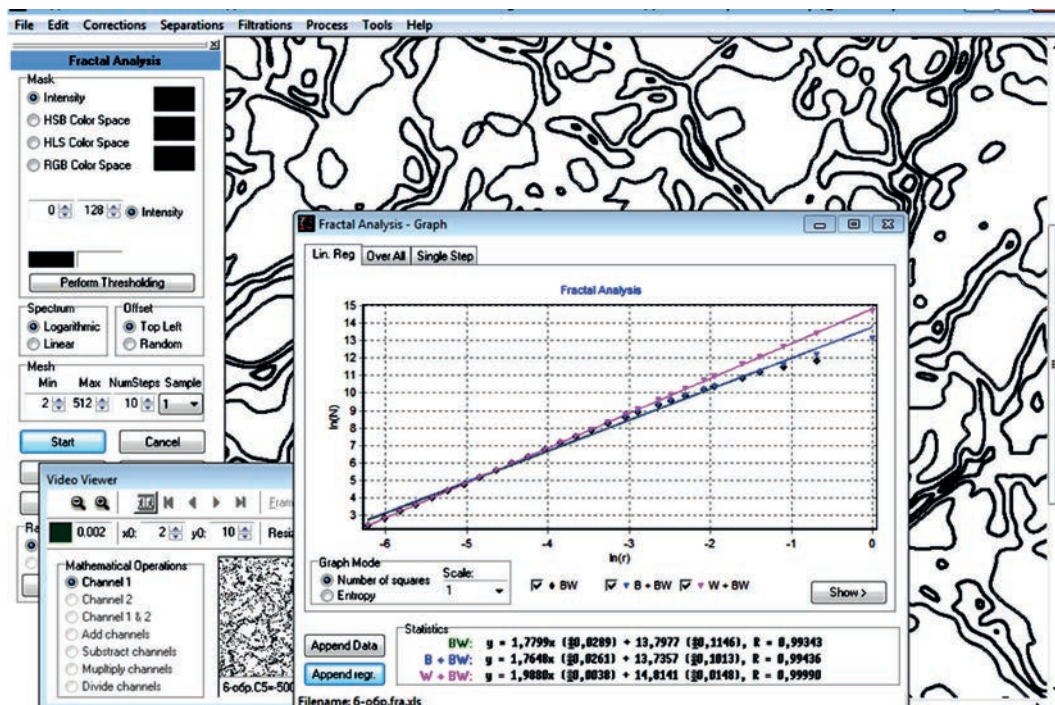 File Edit Corrections Separations Filtrations Process Tools Help
Fractal Analysis
Mask
Intensity
HSB Color Space
HLS Color Space
RGB Color Space
0 128 Intensity
Perform Thresholding
Spectrum
Logarithmic
Linear
Offset
Top Left
Random
Mesh
Min Max NumSteps Sample
2 512 10 1
Start Cancel
Video Viewer
0.002 x0: 2 y0: 10
Mathematical Operations
Channel 1
Channel 2
Channel 1 & 2
Add channels
Substract channels
Mupltiply channels
Divide channels
6-обр.C5=-500
Fractal Analysis - Graph
Lin. Reg Over All Single Step
Fractal Analysis
ln(N)
15
14
13
12
11
10
9
8
7
6
5
4
3
-6 -5 -4 -3 -2 -1 0
ln(r)
Graph Mode
Number of squares
Entropy
Scale:
1
BW B + BW W + BW
Show >
Append Data
Append regr.
Statistics
BW: y = 1,7799x (±0,0289) + 13,7977 (±0,1146), R = 0,99343
B + BW: y = 1,7648x (±0,0261) + 13,7357 (±0,1013), R = 0,99436
W + BW: y = 1,9880x (±0,0038) + 14,8141 (±0,0148), R = 0,99990
Filename: 6-обр.fra.xls